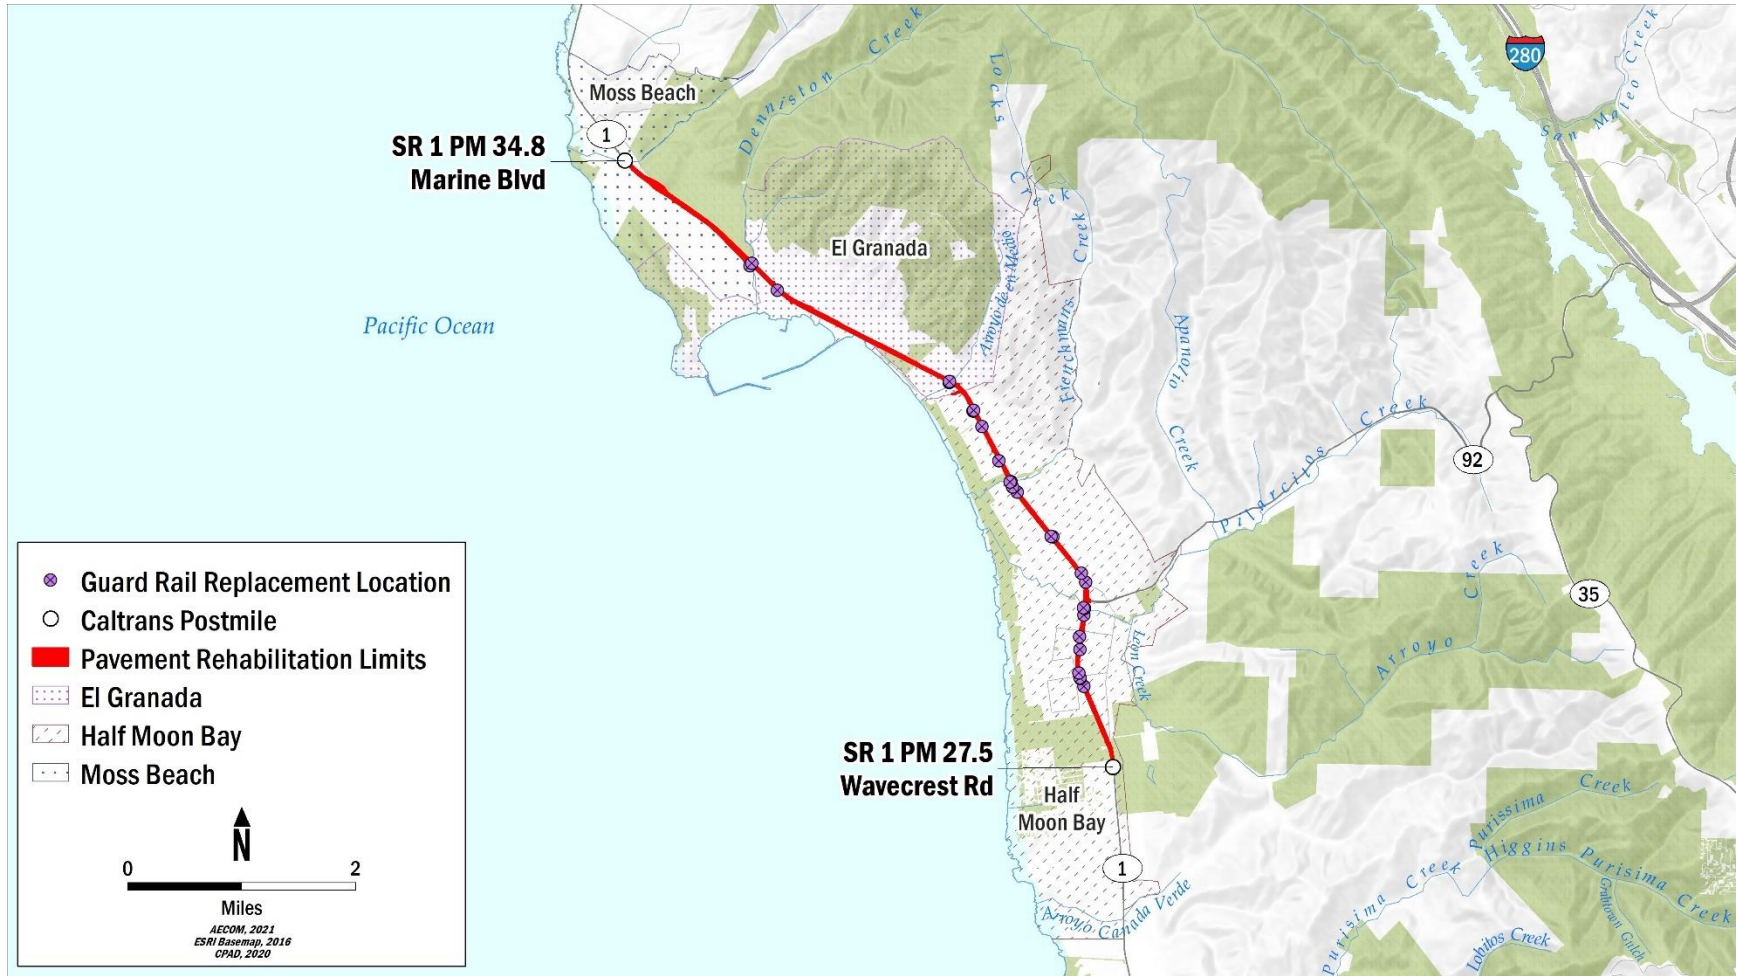 Moss Beach
1
SR 1 PM 34.8
Marine Blvd
Denniston Creek
Locks Creek
280
San Mateo Creek
El Granada
Arroyo de en Medio
Frenchmans Creek
Apanolio Creek
Pacific Ocean
Pilarcitos Creek
92
35
Arroyo
Creek
Leon Creek
SR 1 PM 27.5
Wavecrest Rd
Half
Moon Bay
1
Arroyo Canada Verde
Purissima Creek
Higgins Purisima Creek
Purisima Creek
Grabtown Gulch
Lobitos Creek
Guard Rail Replacement Location
Caltrans Postmile
Pavement Rehabilitation Limits
El Granada
Half Moon Bay
Moss Beach
N
0 2
Miles
AECOM, 2021
ESRI Basemap, 2016
CPAD, 2020